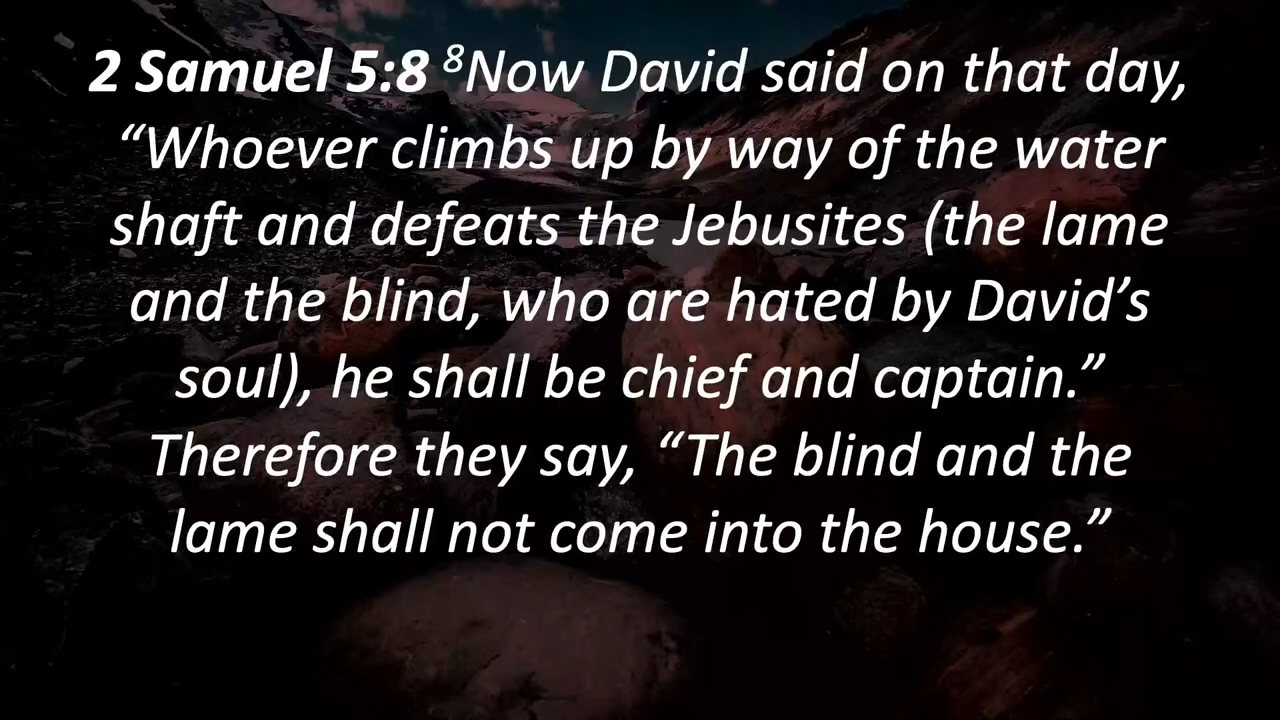 2 Samuel 5:8 ⁸Now David said on that day,
“Whoever climbs up by way of the water
shaft and defeats the Jebusites (the lame
and the blind, who are hated by David’s
soul), he shall be chief and captain.”
Therefore they say, “The blind and the
lame shall not come into the house.”